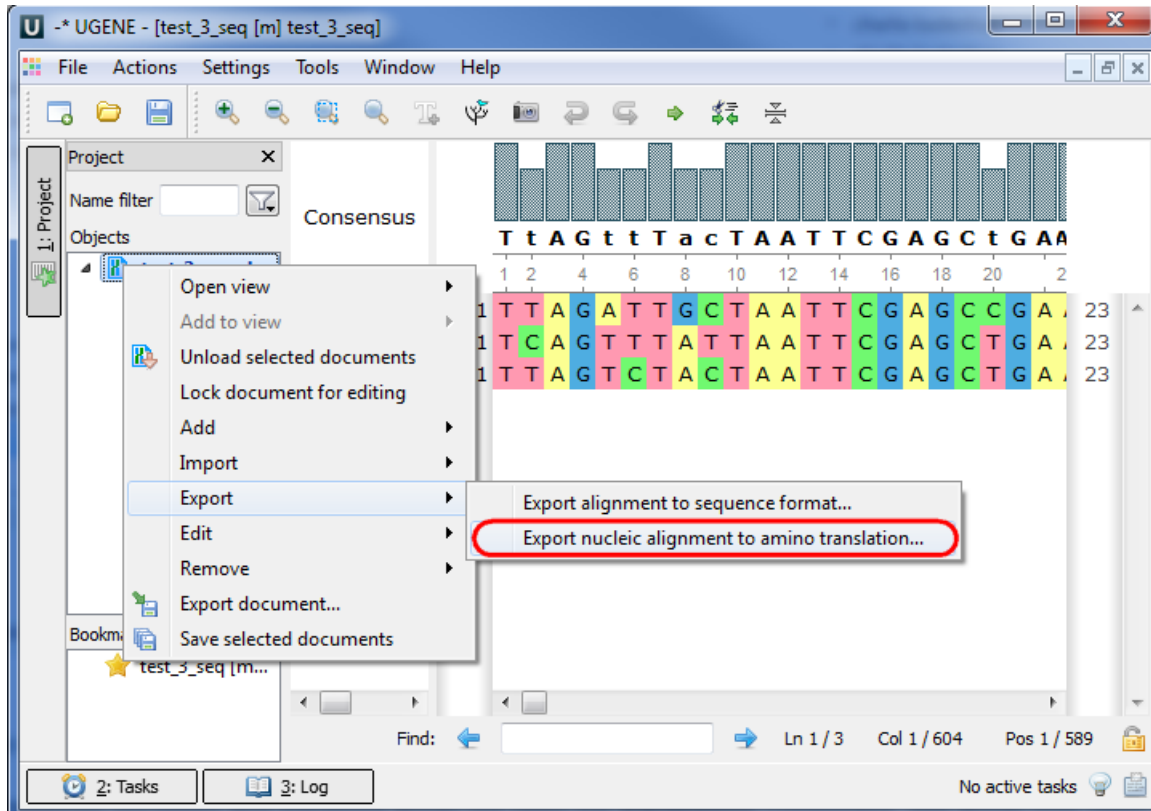 U -* UGENE - [test_3_seq [m] test_3_seq]
File Actions Settings Tools Window Help
1: Project
Project
Name filter
Objects
Consensus
T t A G t t T a c T A A T T C G A G C t G A A
1 2 4 6 8 10 12 14 16 18 20 2
1 T T A G A T T G C T A A T T C G A G C C G A 23
1 T C A G T T T A T T A A T T C G A G C T G A 23
1 T T A G T C T A C T A A T T C G A G C T G A 23
Open view
Add to view
Unload selected documents
Lock document for editing
Add
Import
Export
Edit
Remove
Export document...
Save selected documents
Export alignment to sequence format...
Export nucleic alignment to amino translation...
Bookm
test_3_seq [m...
Find:
Ln 1 / 3 Col 1 / 604 Pos 1 / 589
2: Tasks 3: Log No active tasks